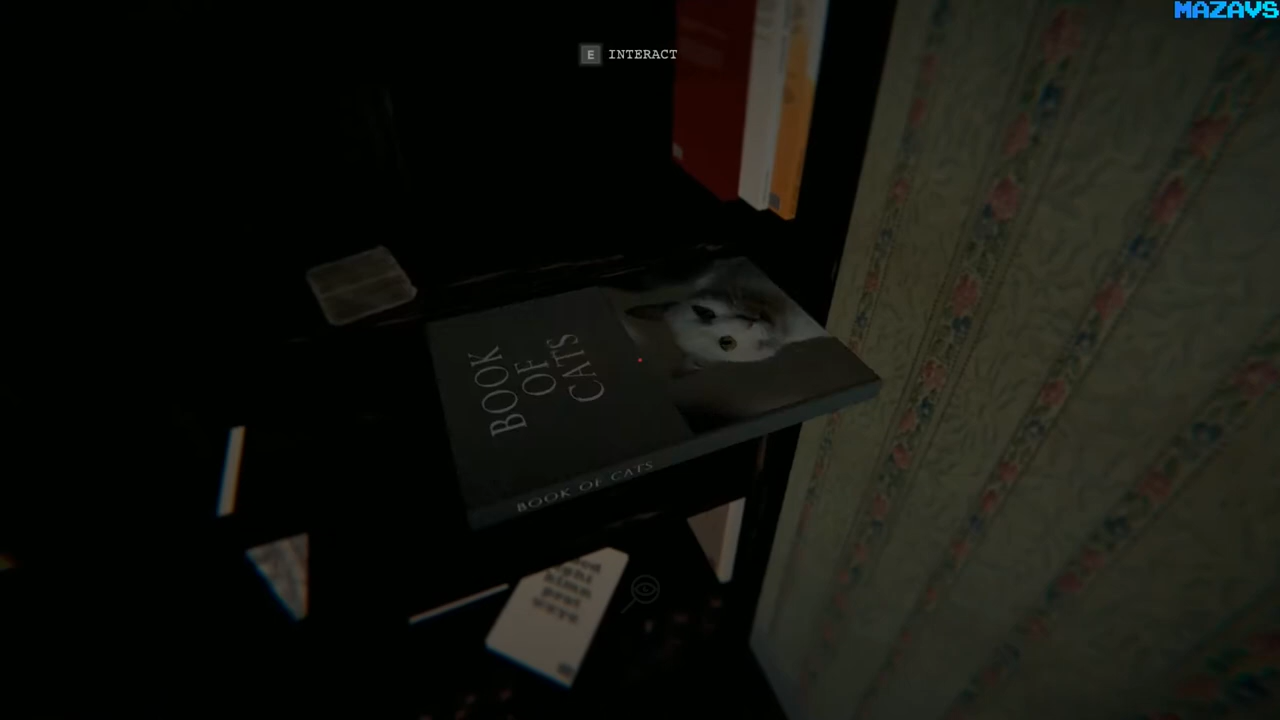 MAZAVS
E INTERACT
BOOK
OF
CATS
BOOK OF CATS